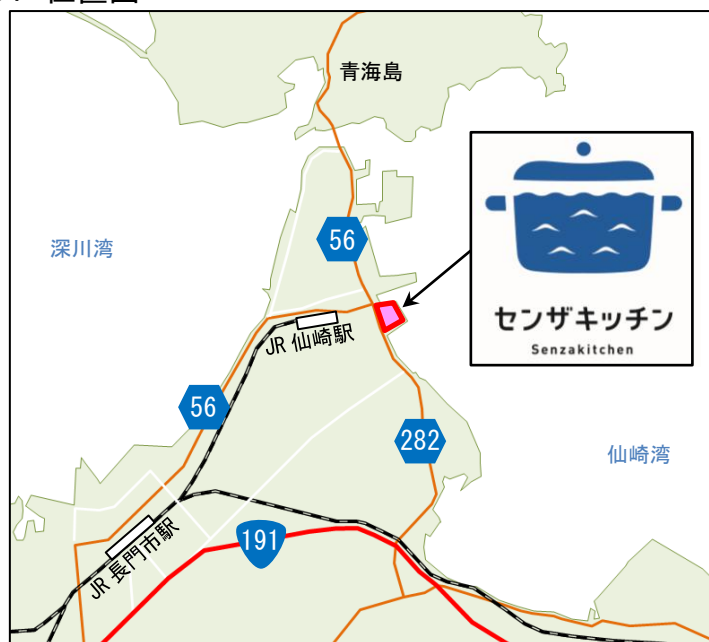 青海島
深川湾
56
センザキッチン
Senzakitchen
JR 仙崎駅
56
282
仙崎湾
191
JR 長門市駅